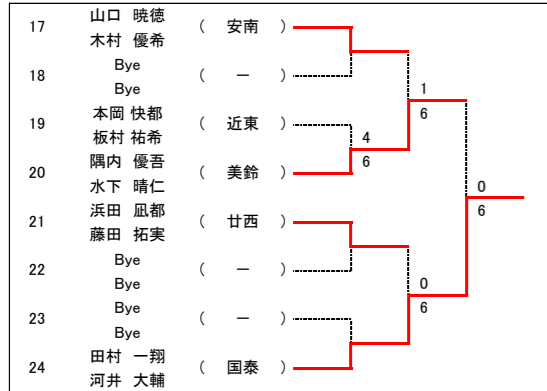 17 山口 暁徳 ( 安南 )
木村 優希
18 Bye ( ー )
Bye
19 本岡 快都 ( 近東 )
板村 祐希
20 隅内 優吾 ( 美鈴 )
水下 晴仁
21 浜田 凪都 ( 廿西 )
藤田 拓実
22 Bye ( ー )
Bye
23 Bye ( ー )
Bye
24 田村 一翔 ( 国泰 )
河井 大輔
4
6
1
6
0
6
0
6